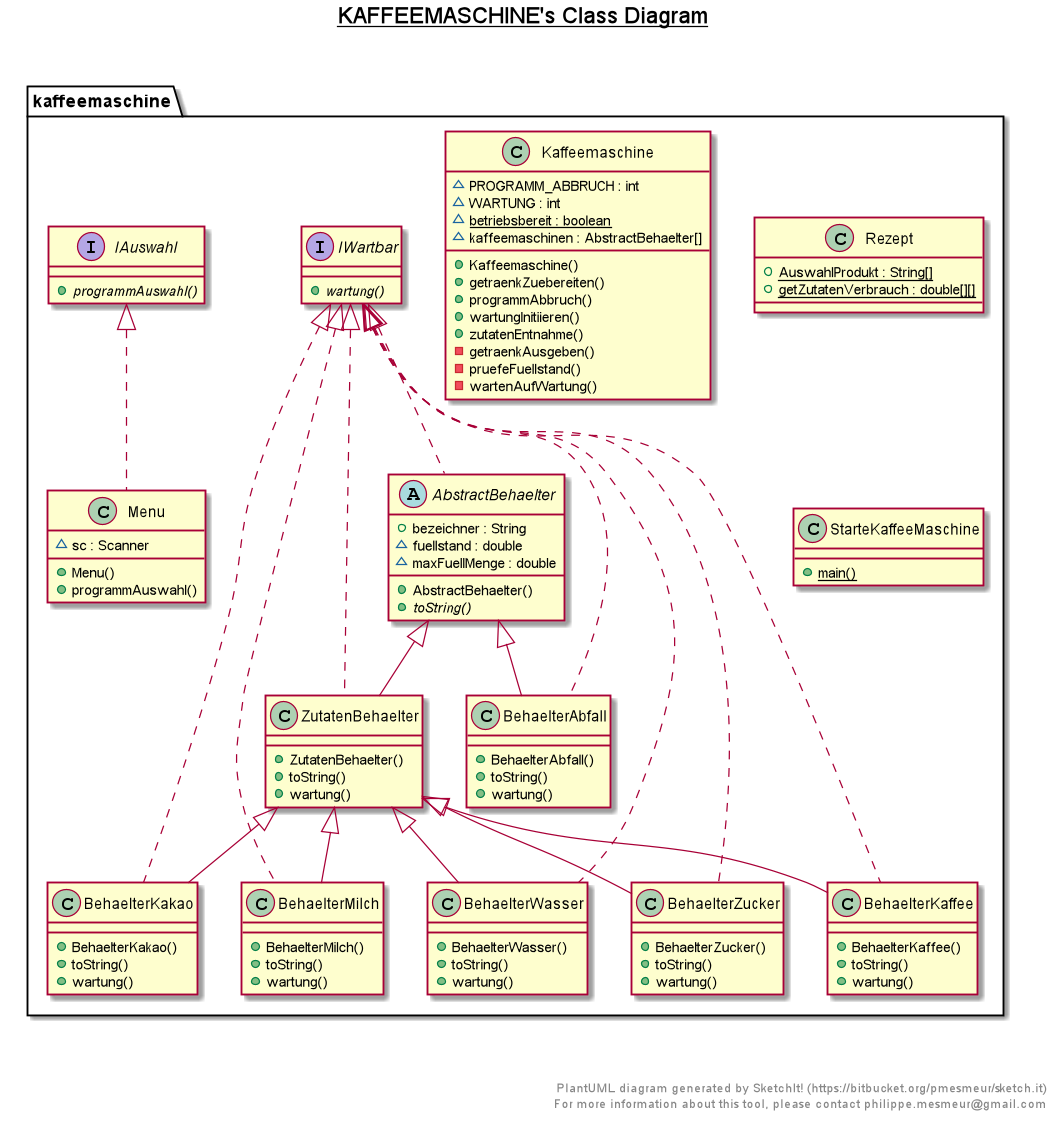 KAFFEEMASCHINE's Class Diagram
kaffeemaschine
C Kaffeemaschine
PROGRAMM_ABBRUCH : int
WARTUNG : int
betriebsbereit : boolean
kaffeemaschinen : AbstractBehaelter[]
Kaffeemaschine()
getraenkZuebereiten()
programmAbbruch()
wartungInitiieren()
zutatenEntnahme()
getraenkAusgeben()
pruefeFuellstand()
wartenAufWartung()
I IAuswahl
programmAuswahl()
I IWartbar
wartung()
C Rezept
AuswahlProdukt : String[]
getZutatenVerbrauch : double[][]
C Menu
sc : Scanner
Menu()
programmAuswahl()
A AbstractBehaelter
bezeichner : String
fuellstand : double
maxFuellMenge : double
AbstractBehaelter()
toString()
C StarteKaffeeMaschine
main()
C ZutatenBehaelter
ZutatenBehaelter()
toString()
wartung()
C BehaelterAbfall
BehaelterAbfall()
toString()
wartung()
C BehaelterKakao
BehaelterKakao()
toString()
wartung()
C BehaelterMilch
BehaelterMilch()
toString()
wartung()
C BehaelterWasser
BehaelterWasser()
toString()
wartung()
C BehaelterZucker
BehaelterZucker()
toString()
wartung()
C BehaelterKaffee
BehaelterKaffee()
toString()
wartung()
PlantUML diagram generated by SketchIt! (https://bitbucket.org/pmesmeur/sketch.it)
For more information about this tool, please contact philippe.mesmeur@gmail.com